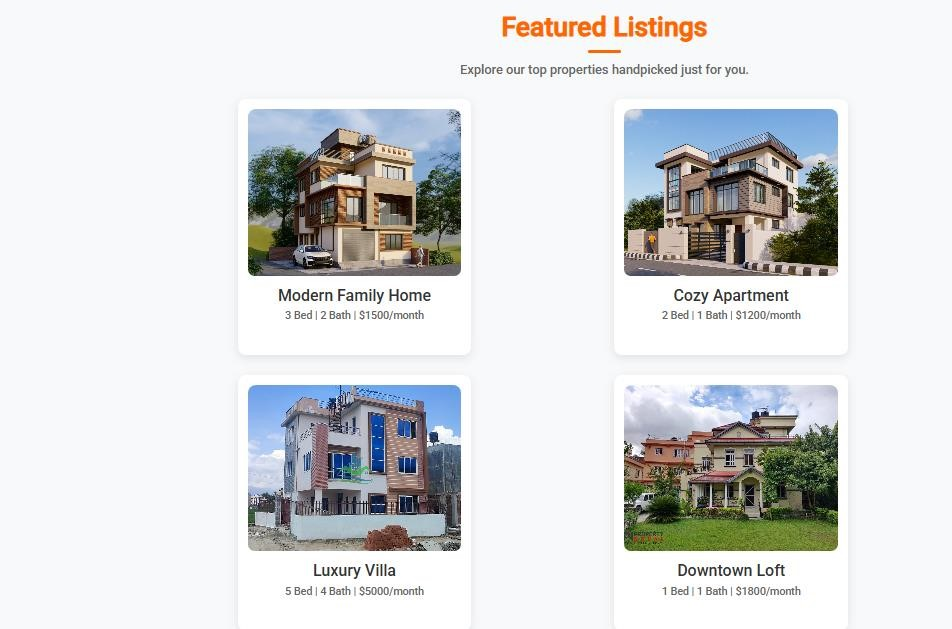 Featured Listings
Explore our top properties handpicked just for you.
Modern Family Home
3 Bed | 2 Bath | $1500/month
Cozy Apartment
2 Bed | 1 Bath | $1200/month
Luxury Villa
5 Bed | 4 Bath | $5000/month
Downtown Loft
1 Bed | 1 Bath | $1800/month